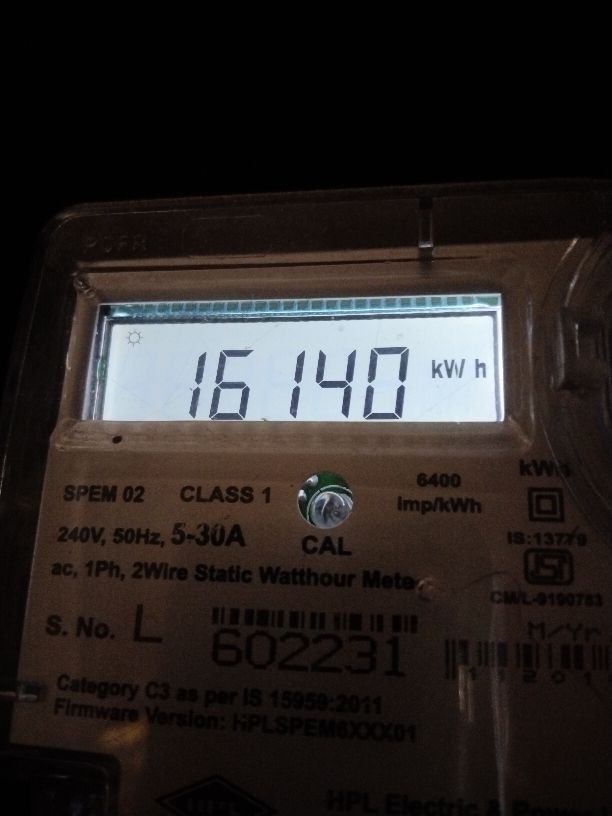 16140 kWh
SPEM 02 CLASS 1
6400
imp/kWh
kWh
240V, 50Hz, 5-30A
CAL
IS:13779
ac, 1Ph, 2Wire Static Watthour Meter
CM/L-9190783
S. No. L 602231
M/Yr
Category C3 as per IS 15959:2011
Firmware Version: HPLSPEM6XXX01
HPL
HPL Electric & Power